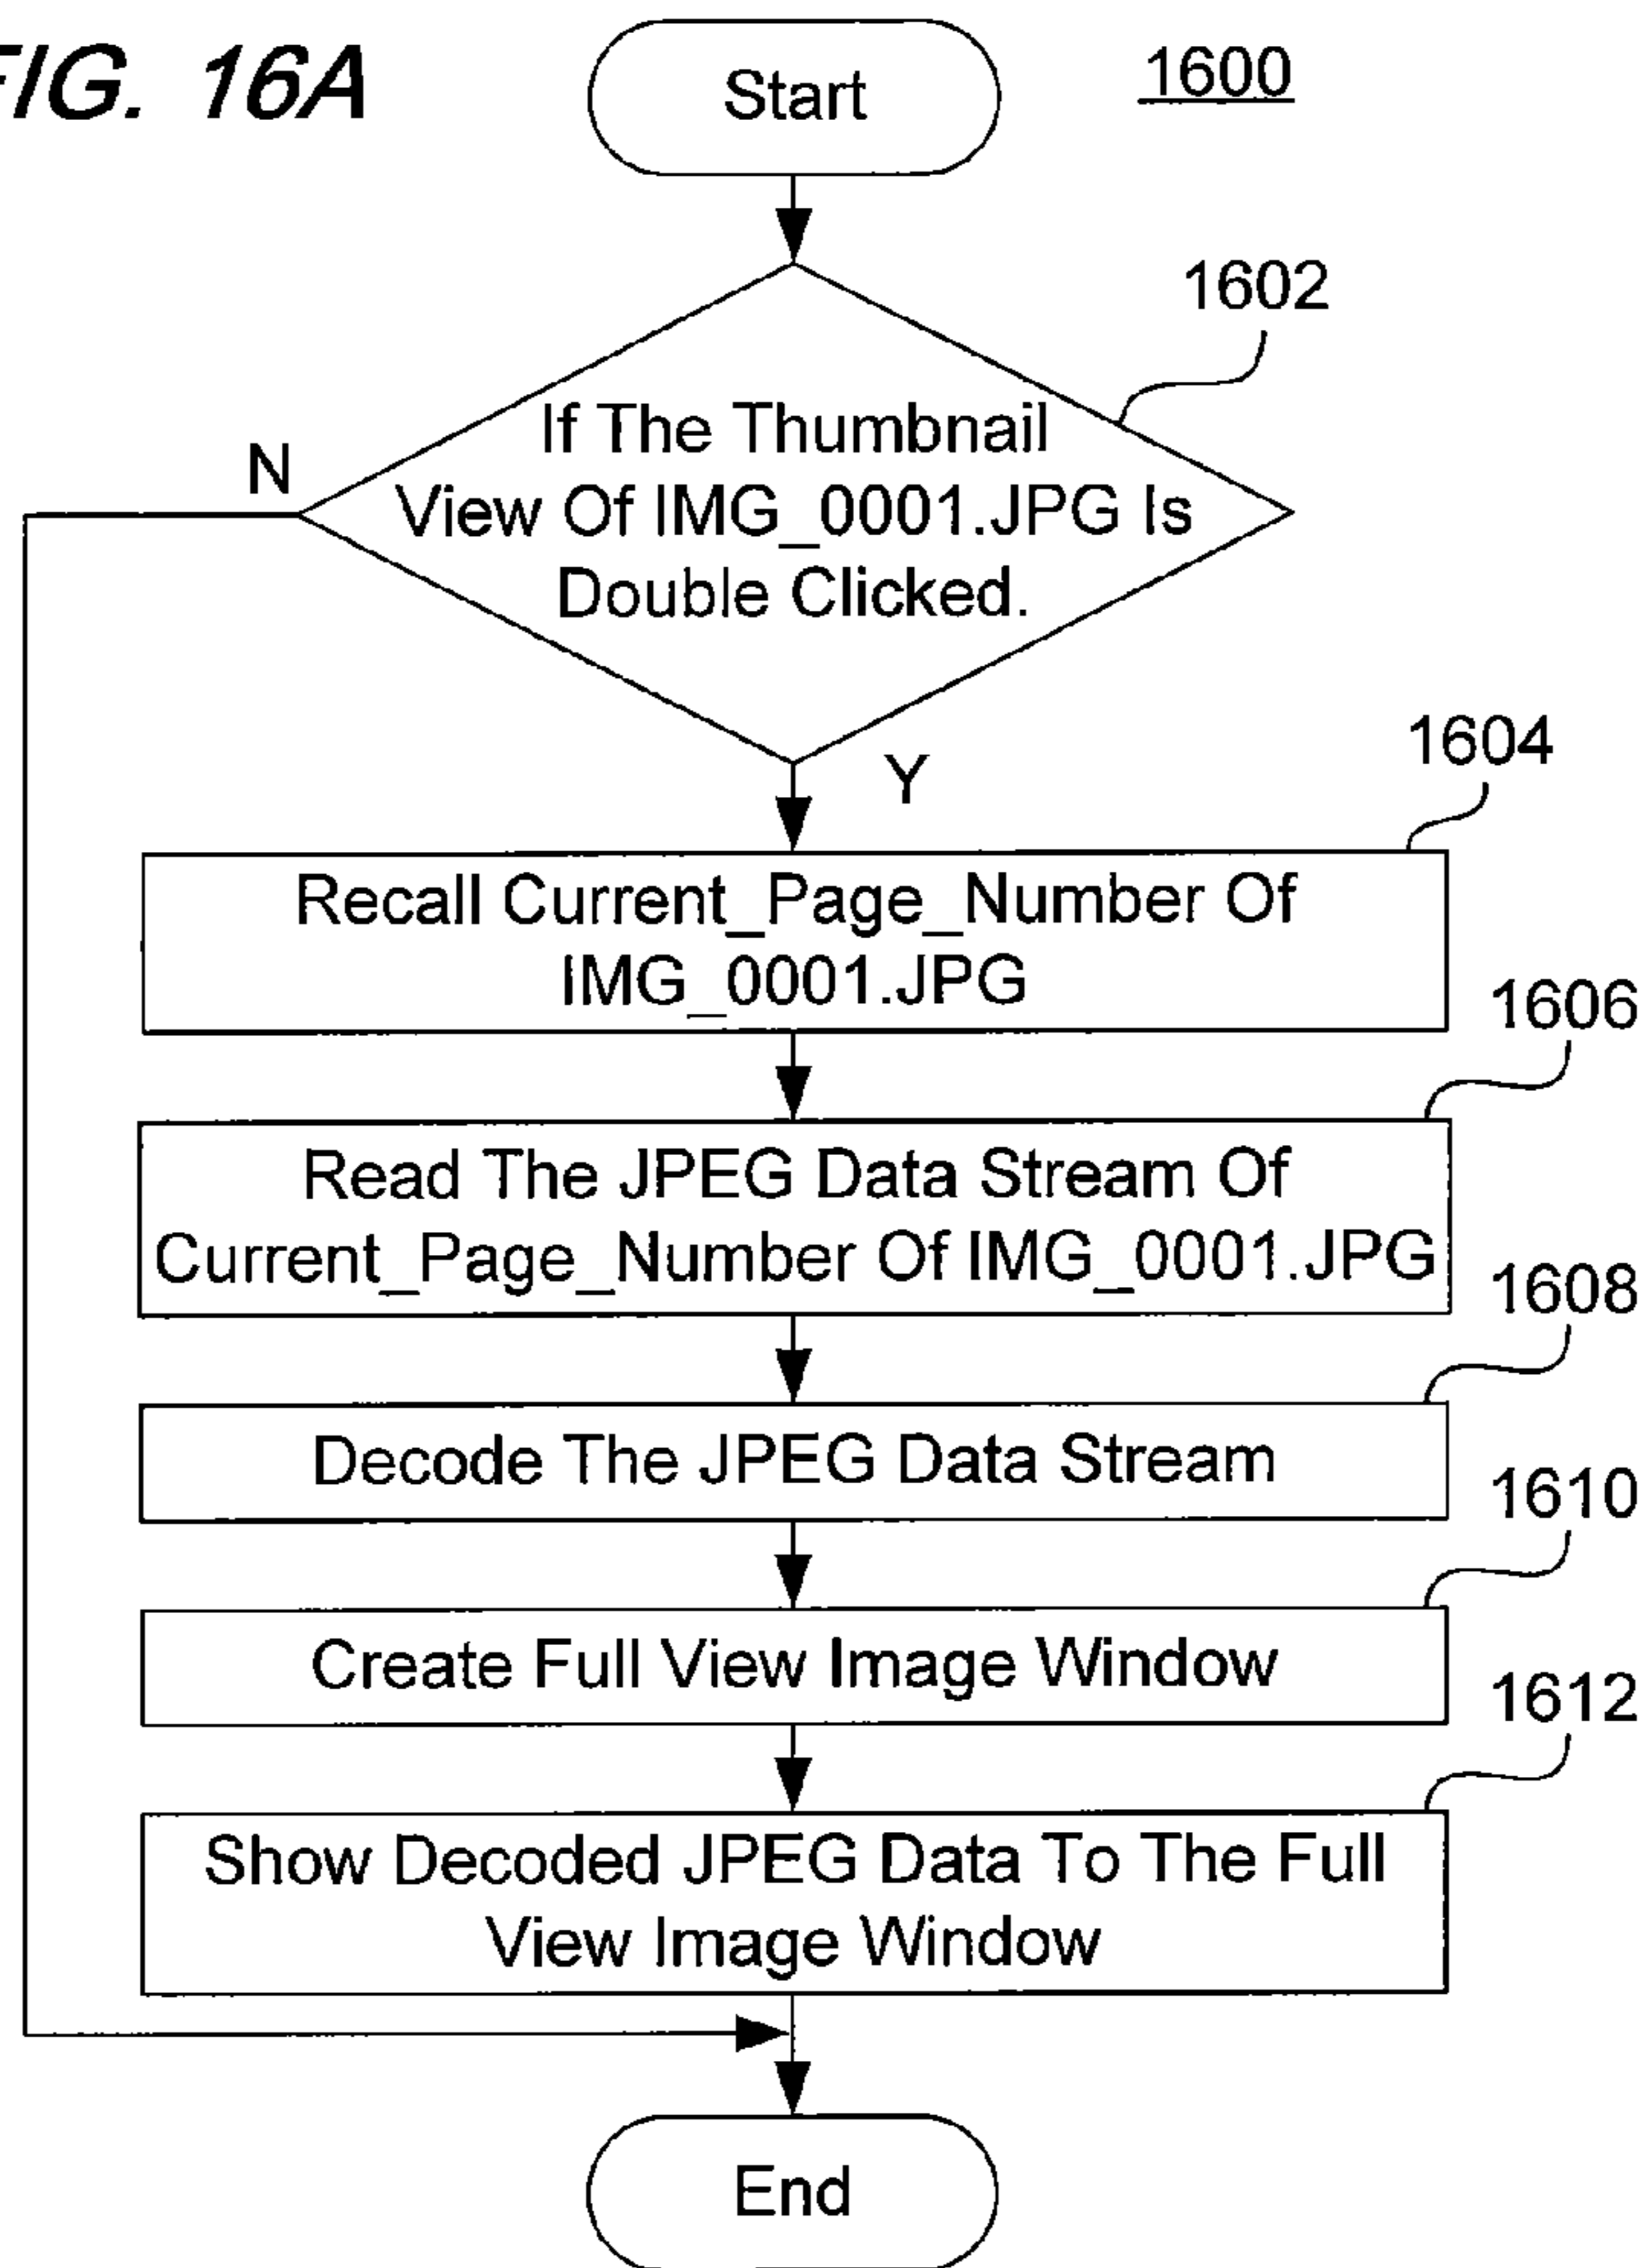 FIG. 16A
Start
1600
1602
If The Thumbnail
View Of IMG_0001.JPG Is
Double Clicked.
N
Y
1604
Recall Current_Page_Number Of
IMG_0001.JPG
1606
Read The JPEG Data Stream Of
Current_Page_Number Of IMG_0001.JPG
1608
Decode The JPEG Data Stream
1610
Create Full View Image Window
1612
Show Decoded JPEG Data To The Full
View Image Window
End